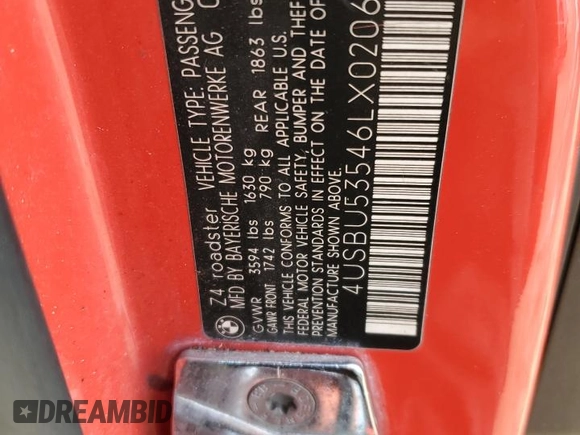 Z4 roadster VEHICLE TYPE: PASSENG
MFD BY BAYERISCHE MOTORENWERKE AG
GVWR 3594 lbs 1630 kg
GAWR FRONT 1742 lbs 790 kg REAR 1863 lbs
THIS VEHICLE CONFORMS TO ALL APPLICABLE U.S.
FEDERAL MOTOR VEHICLE SAFETY, BUMPER AND THEF
PREVENTION STANDARDS IN EFFECT ON THE DATE OF
MANUFACTURE SHOWN ABOVE.
4USBU53546LX0206
DREAMBID